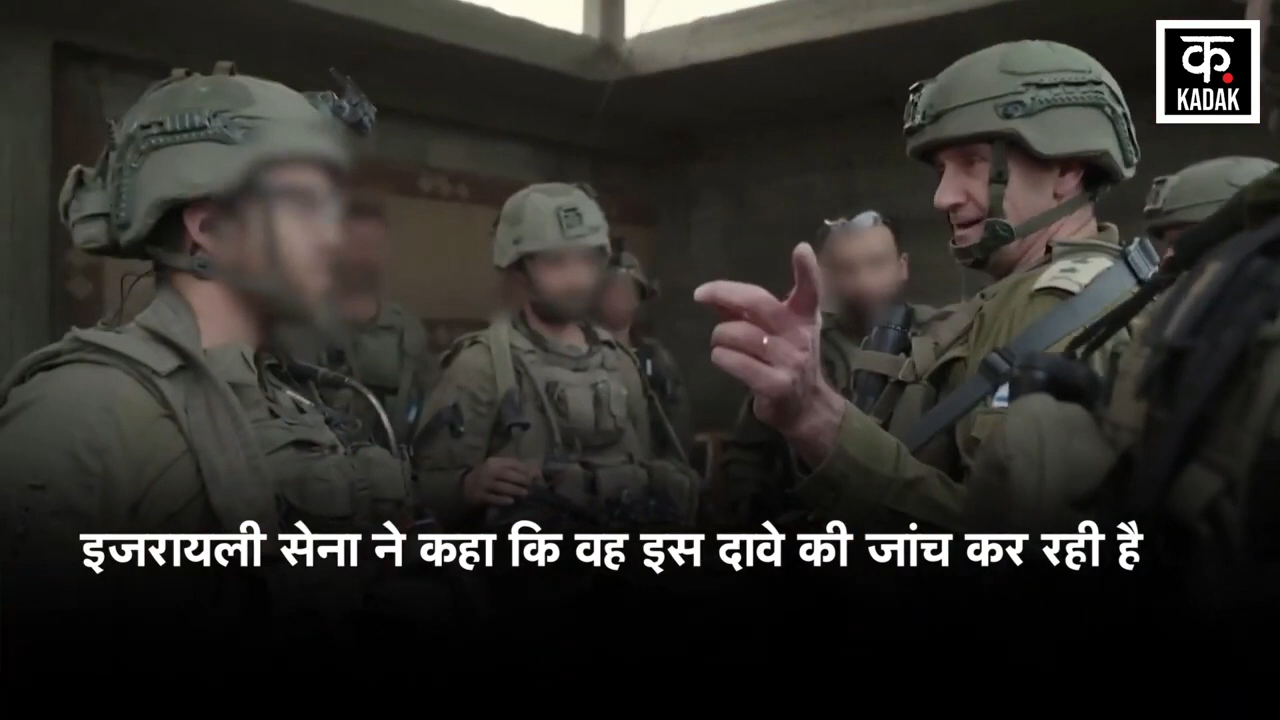 क.
KADAK
इजरायली सेना ने कहा कि वह इस दावे की जांच कर रही है